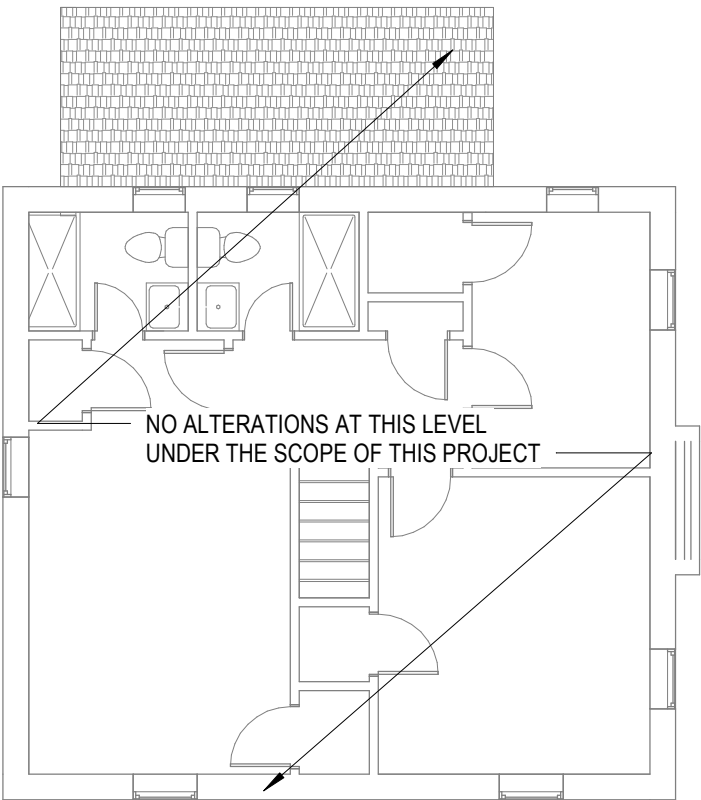 NO ALTERATIONS AT THIS LEVEL
UNDER THE SCOPE OF THIS PROJECT